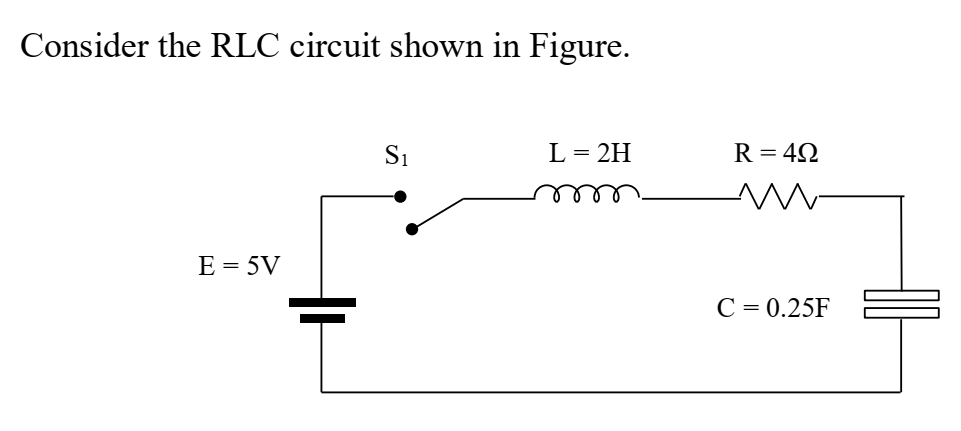 Consider the RLC circuit shown in Figure.
S₁
L = 2H
R = 4Ω
E = 5V
C = 0.25F